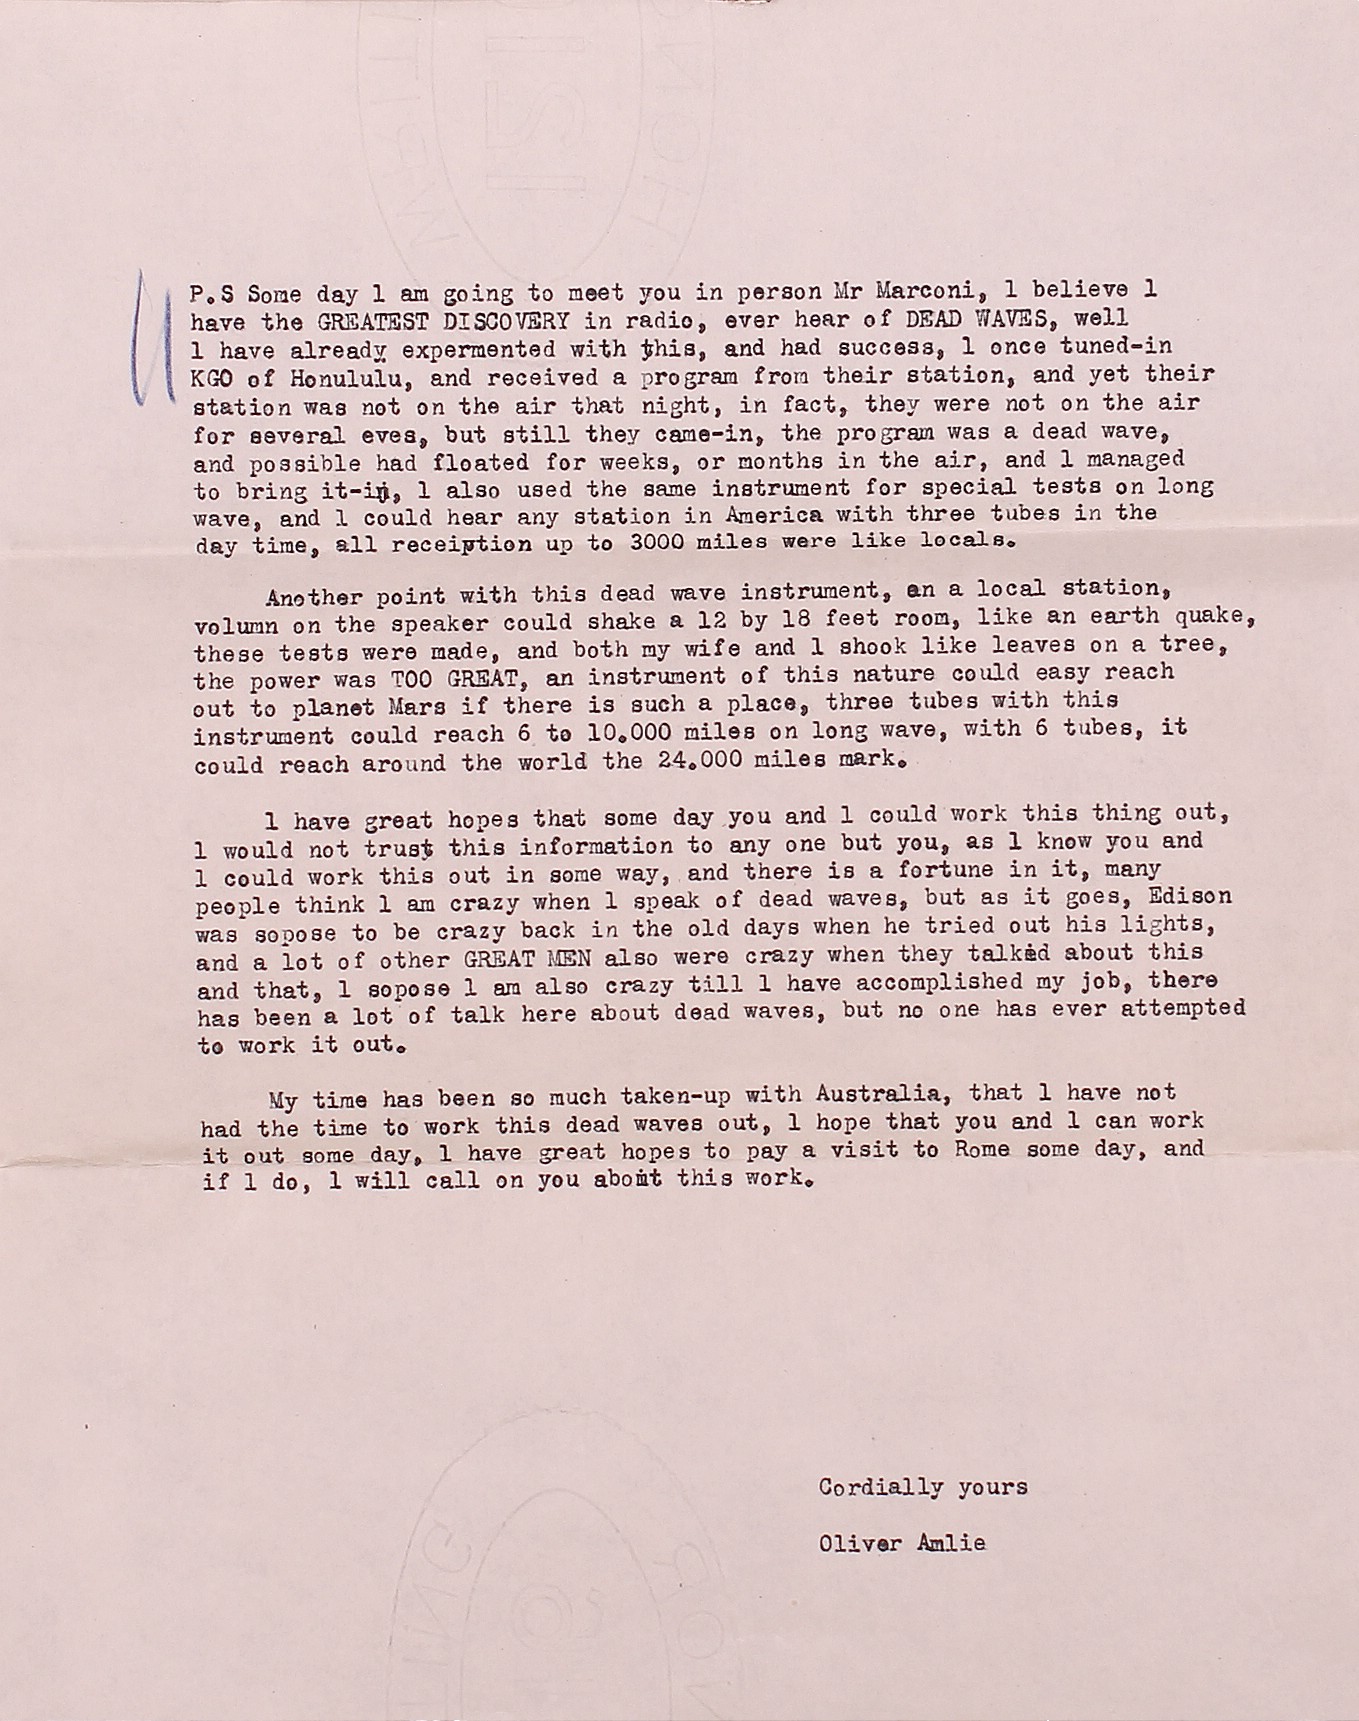 P.S Some day l am going to meet you in person Mr Marconi, l believe l
have the GREATEST DISCOVERY in radio, ever hear of DEAD WAVES, well
l have already expermented with this, and had success, l once tuned-in
KGO of Honululu, and received a program from their station, and yet their
station was not on the air that night, in fact, they were not on the air
for several eves, but still they came-in, the program was a dead wave,
and possible had floated for weeks, or months in the air, and l managed
to bring it-in, l also used the same instrument for special tests on long
wave, and l could hear any station in America with three tubes in the
day time, all receiption up to 3000 miles were like locals.
Another point with this dead wave instrument, on a local station,
volumn on the speaker could shake a 12 by 18 feet room, like an earth quake,
these tests were made, and both my wife and l shook like leaves on a tree,
the power was TOO GREAT, an instrument of this nature could easy reach
out to planet Mars if there is such a place, three tubes with this
instrument could reach 6 to 10.000 miles on long wave, with 6 tubes, it
could reach around the world the 24.000 miles mark.
l have great hopes that some day you and l could work this thing out,
l would not trust this information to any one but you, as l know you and
l could work this out in some way, and there is a fortune in it, many
people think l am crazy when l speak of dead waves, but as it goes, Edison
was sopose to be crazy back in the old days when he tried out his lights,
and a lot of other GREAT MEN also were crazy when they talked about this
and that, l sopose l am also crazy till l have accomplished my job, there
has been a lot of talk here about dead waves, but no one has ever attempted
to work it out.
My time has been so much taken-up with Australia, that l have not
had the time to work this dead waves out, l hope that you and l can work
it out some day, l have great hopes to pay a visit to Rome some day, and
if l do, l will call on you about this work.
Cordially yours
Oliver Amlie